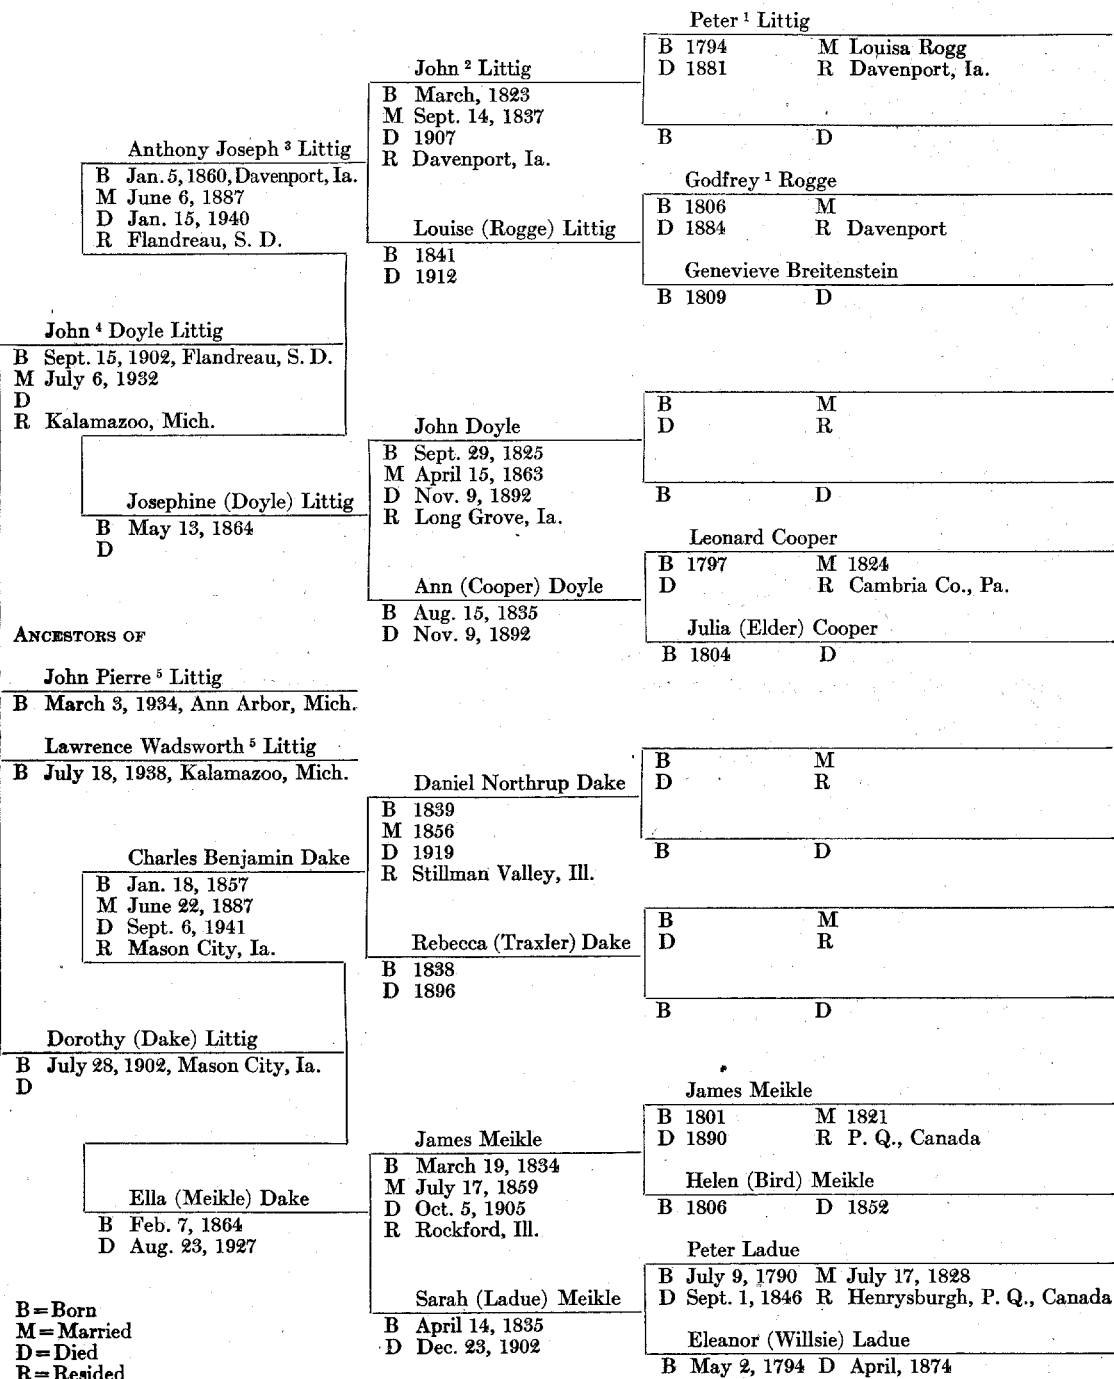 Peter ¹ Littig
B 1794 M Louisa Rogg
D 1881 R Davenport, Ia.
B D
John ² Littig
B March, 1823
M Sept. 14, 1837
D 1907
R Davenport, Ia.
Anthony Joseph ³ Littig
B Jan. 5, 1860, Davenport, Ia.
M June 6, 1887
D Jan. 15, 1940
R Flandreau, S. D.
Godfrey ¹ Rogge
B 1806 M
D 1884 R Davenport
Louise (Rogge) Littig
B 1841
D 1912
Genevieve Breitenstein
B 1809 D
John ⁴ Doyle Littig
B Sept. 15, 1902, Flandreau, S. D.
M July 6, 1932
D
R Kalamazoo, Mich.
B M
D R
John Doyle
B Sept. 29, 1825
M April 15, 1863
D Nov. 9, 1892
R Long Grove, Ia.
B D
Josephine (Doyle) Littig
B May 13, 1864
D
Leonard Cooper
B 1797 M 1824
D R Cambria Co., Pa.
Ann (Cooper) Doyle
B Aug. 15, 1835
D Nov. 9, 1892
Julia (Elder) Cooper
B 1804 D
ANCESTORS OF
John Pierre ⁵ Littig
B March 3, 1934, Ann Arbor, Mich.
Lawrence Wadsworth ⁵ Littig
B July 18, 1938, Kalamazoo, Mich.
B M
D R
Daniel Northrup Dake
B 1839
M 1856
D 1919
R Stillman Valley, Ill.
B D
Charles Benjamin Dake
B Jan. 18, 1857
M June 22, 1887
D Sept. 6, 1941
R Mason City, Ia.
B M
D R
Rebecca (Traxler) Dake
B 1838
D 1896
B D
Dorothy (Dake) Littig
B July 28, 1902, Mason City, Ia.
D
James Meikle
B 1801 M 1821
D 1890 R P. Q., Canada
James Meikle
B March 19, 1834
M July 17, 1859
D Oct. 5, 1905
R Rockford, Ill.
Helen (Bird) Meikle
B 1806 D 1852
Ella (Meikle) Dake
B Feb. 7, 1864
D Aug. 23, 1927
Peter Ladue
B July 9, 1790 M July 17, 1828
D Sept. 1, 1846 R Henrysburgh, P. Q., Canada
Sarah (Ladue) Meikle
B April 14, 1835
D Dec. 23, 1902
Eleanor (Willsie) Ladue
B May 2, 1794 D April, 1874
B=Born
M=Married
D=Died
R=Resided